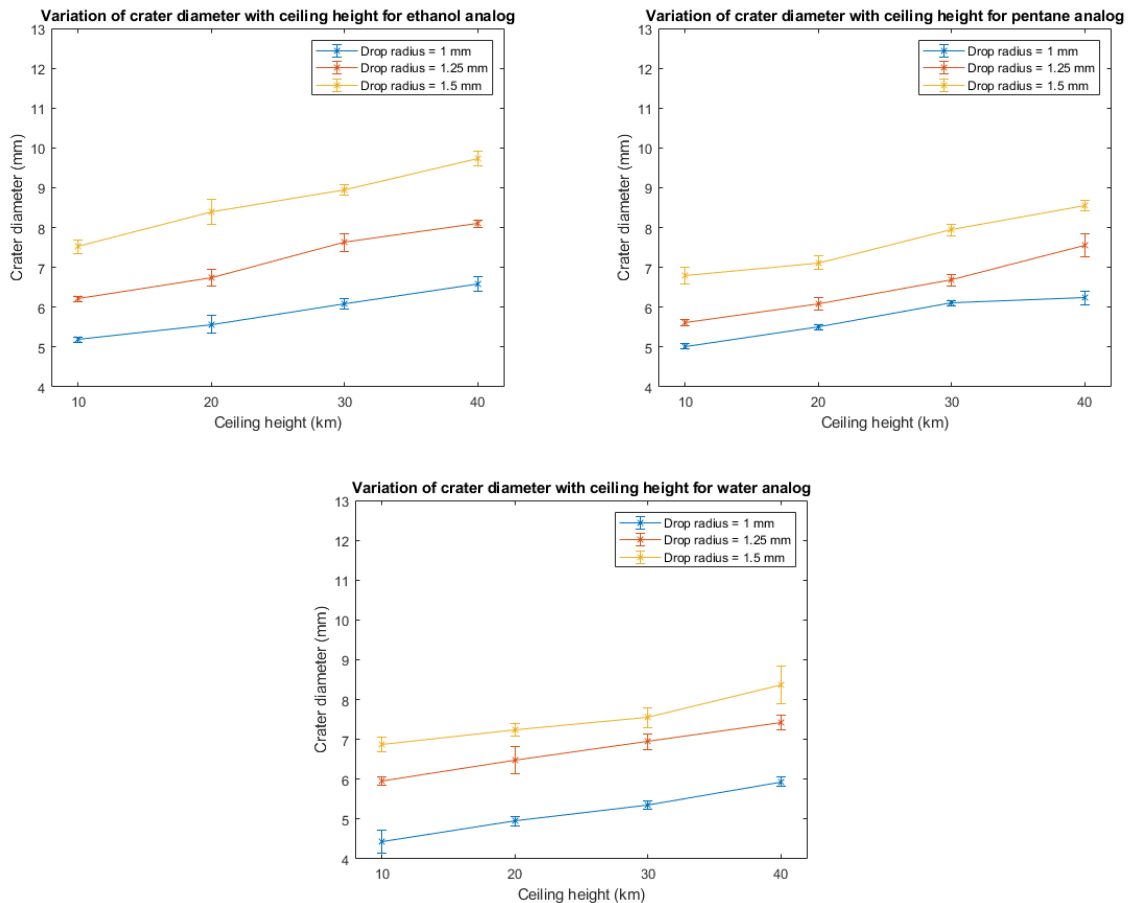 Variation of crater diameter with ceiling height for ethanol analog
13
12
11
10
9
8
7
6
5
4
Crater diameter (mm)
Drop radius = 1 mm
Drop radius = 1.25 mm
Drop radius = 1.5 mm
10 20 30 40
Ceiling height (km)
Variation of crater diameter with ceiling height for pentane analog
13
12
11
10
9
8
7
6
5
4
Crater diameter (mm)
Drop radius = 1 mm
Drop radius = 1.25 mm
Drop radius = 1.5 mm
10 20 30 40
Ceiling height (km)
Variation of crater diameter with ceiling height for water analog
13
12
11
10
9
8
7
6
5
4
Crater diameter (mm)
Drop radius = 1 mm
Drop radius = 1.25 mm
Drop radius = 1.5 mm
10 20 30 40
Ceiling height (km)